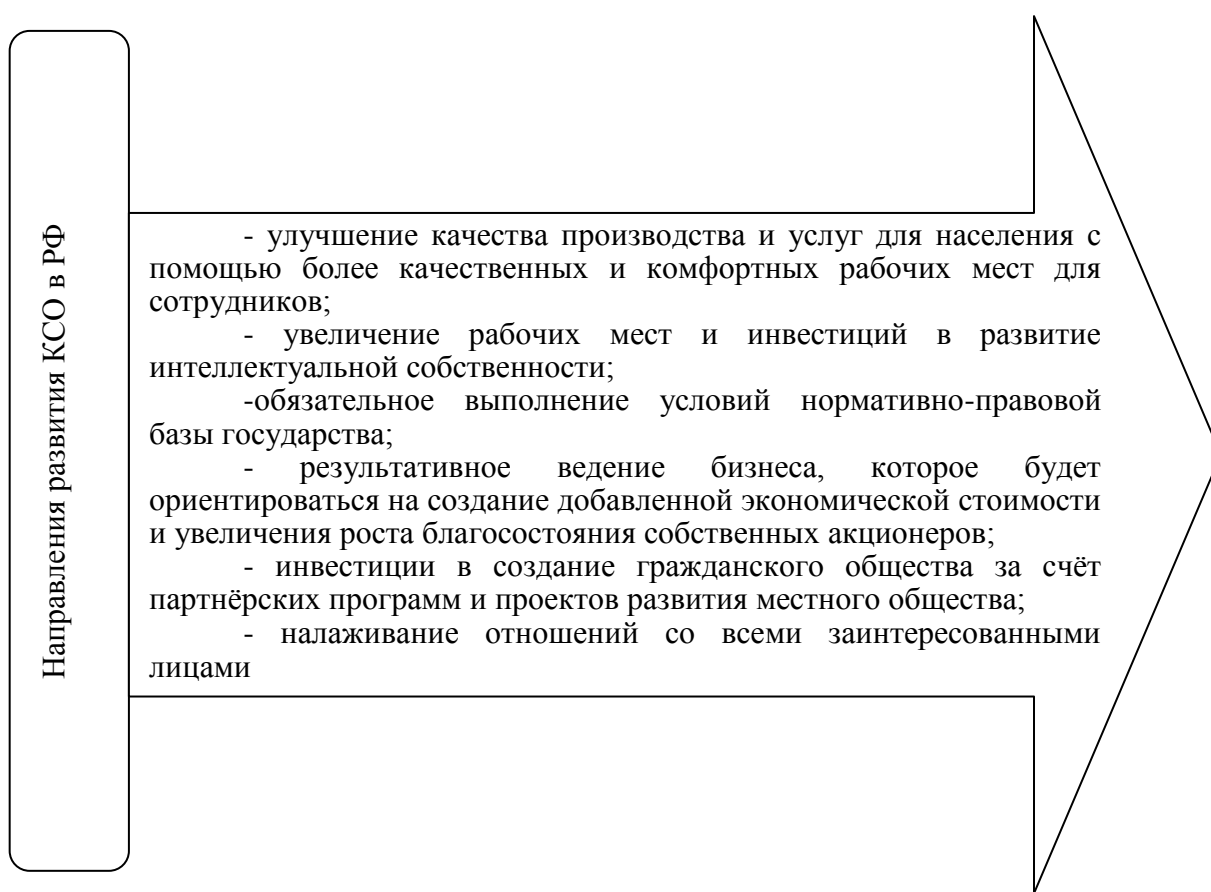 Направления развития КСО в РФ
- улучшение качества производства и услуг для населения с
помощью более качественных и комфортных рабочих мест для
сотрудников;
- увеличение рабочих мест и инвестиций в развитие
интеллектуальной собственности;
-обязательное выполнение условий нормативно-правовой
базы государства;
- результативное ведение бизнеса, которое будет
ориентироваться на создание добавленной экономической стоимости
и увеличения роста благосостояния собственных акционеров;
- инвестиции в создание гражданского общества за счёт
партнёрских программ и проектов развития местного общества;
- налаживание отношений со всеми заинтересованными
лицами